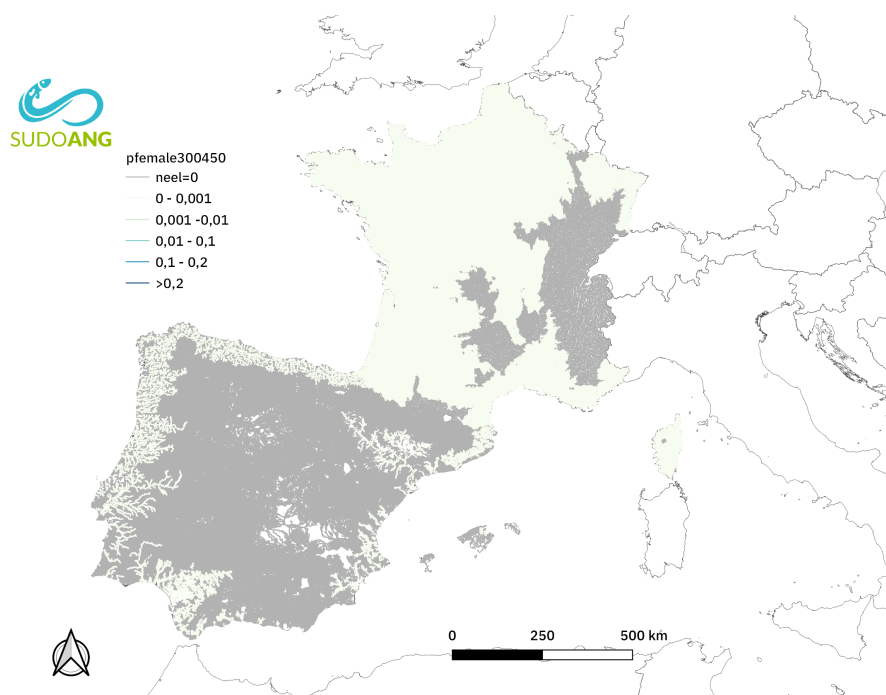 SUDOANG
pfemale300450
neel=0
0 - 0,001
0,001 -0,01
0,01 - 0,1
0,1 - 0,2
>0,2
0 250 500 km